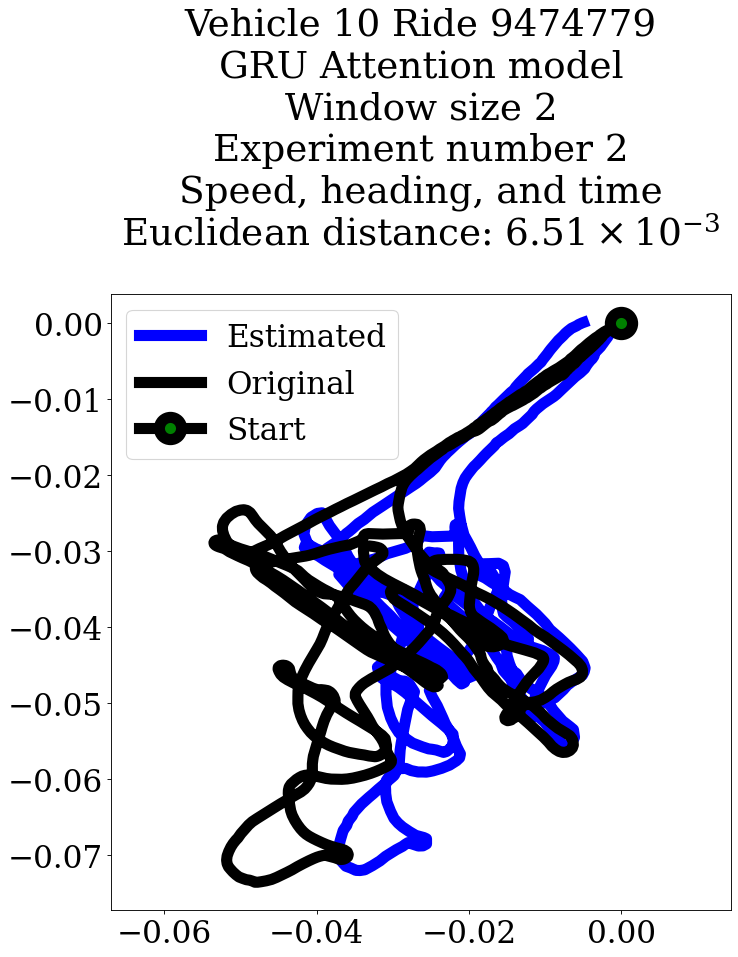 Vehicle 10 Ride 9474779
GRU Attention model
Window size 2
Experiment number 2
Speed, heading, and time
Euclidean distance: 6.51 × 10⁻³
Estimated
Original
Start
0.00
−0.01
−0.02
−0.03
−0.04
−0.05
−0.06
−0.07
−0.06 −0.04 −0.02 0.00